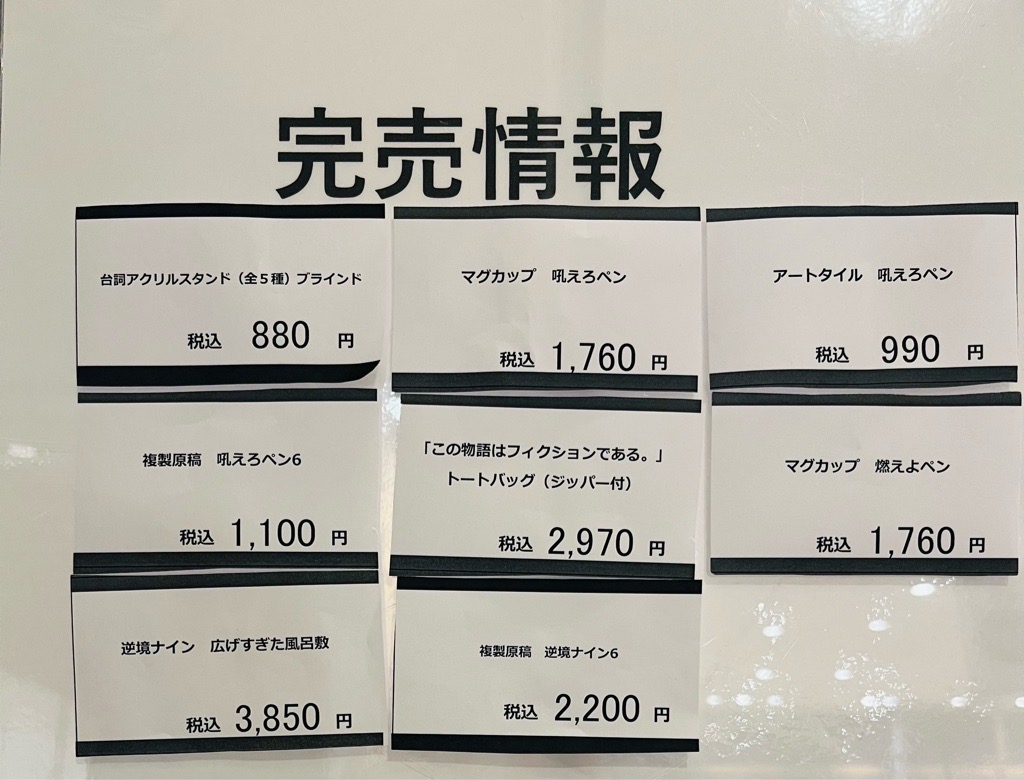 完売情報
台詞アクリルスタンド（全５種）ブラインド
税込 880 円
マグカップ 吼えろペン
税込 1,760 円
アートタイル 吼えろペン
税込 990 円
複製原稿 吼えろペン6
税込 1,100 円
「この物語はフィクションである。」
トートバッグ（ジッパー付）
税込 2,970 円
マグカップ 燃えよペン
税込 1,760 円
逆境ナイン 広げすぎた風呂敷
税込 3,850 円
複製原稿 逆境ナイン6
税込 2,200 円